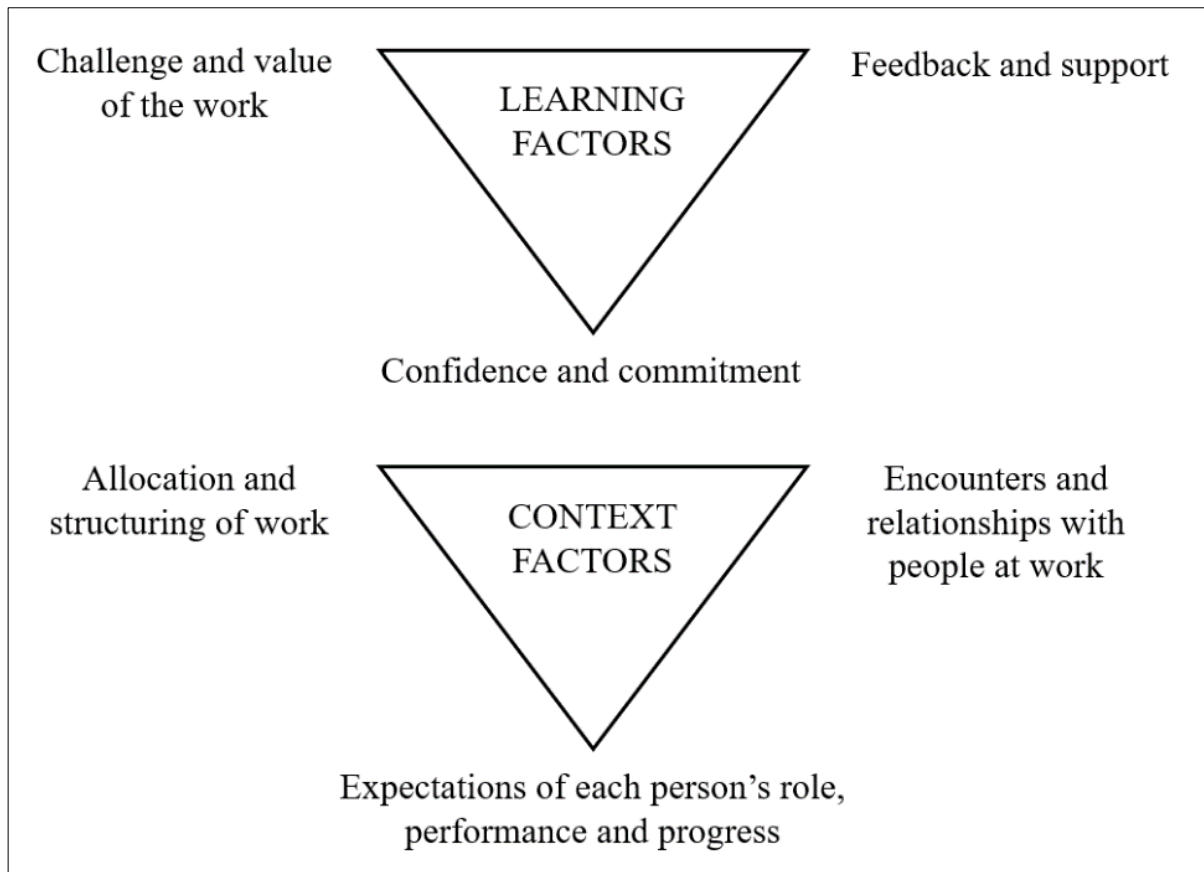 Challenge and value
of the work
LEARNING
FACTORS
Feedback and support
Confidence and commitment
Allocation and
structuring of work
CONTEXT
FACTORS
Encounters and
relationships with
people at work
Expectations of each person’s role,
performance and progress